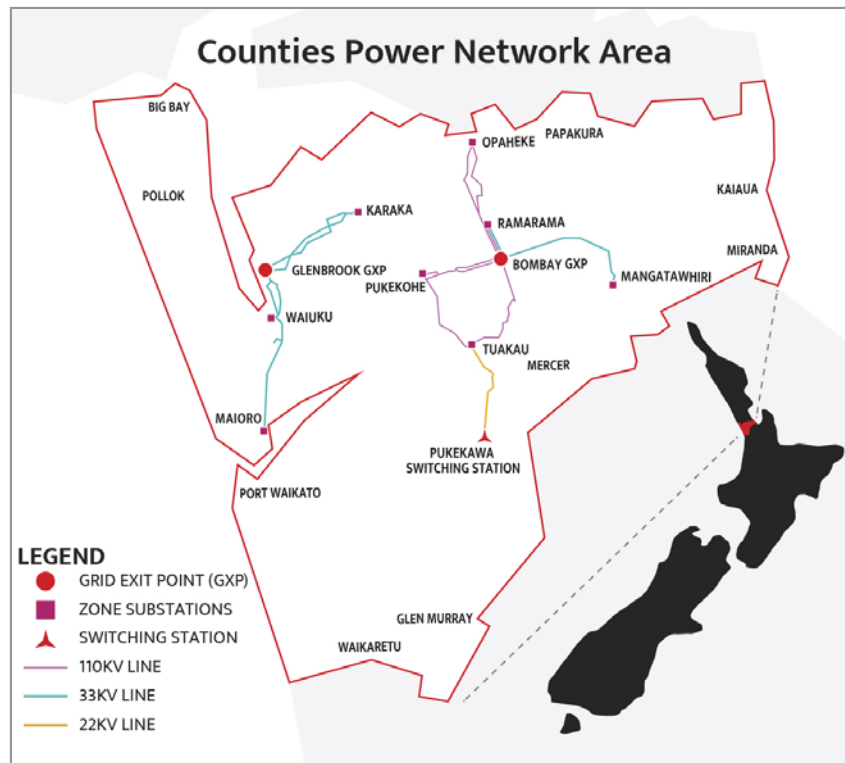 Counties Power Network Area
BIG BAY
OPAHEKE
PAPAKURA
POLLOK
KAIAUA
KARAKA
RAMARAMA
MIRANDA
GLENBROOK GXP
BOMBAY GXP
PUKEKOHE
MANGATAWHIRI
WAIUKU
TUAKAU
MERCER
MAIORO
PUKEKAWA
SWITCHING STATION
PORT WAIKATO
LEGEND
GRID EXIT POINT (GXP)
ZONE SUBSTATIONS
GLEN MURRAY
SWITCHING STATION
WAIKARETU
110KV LINE
33KV LINE
22KV LINE